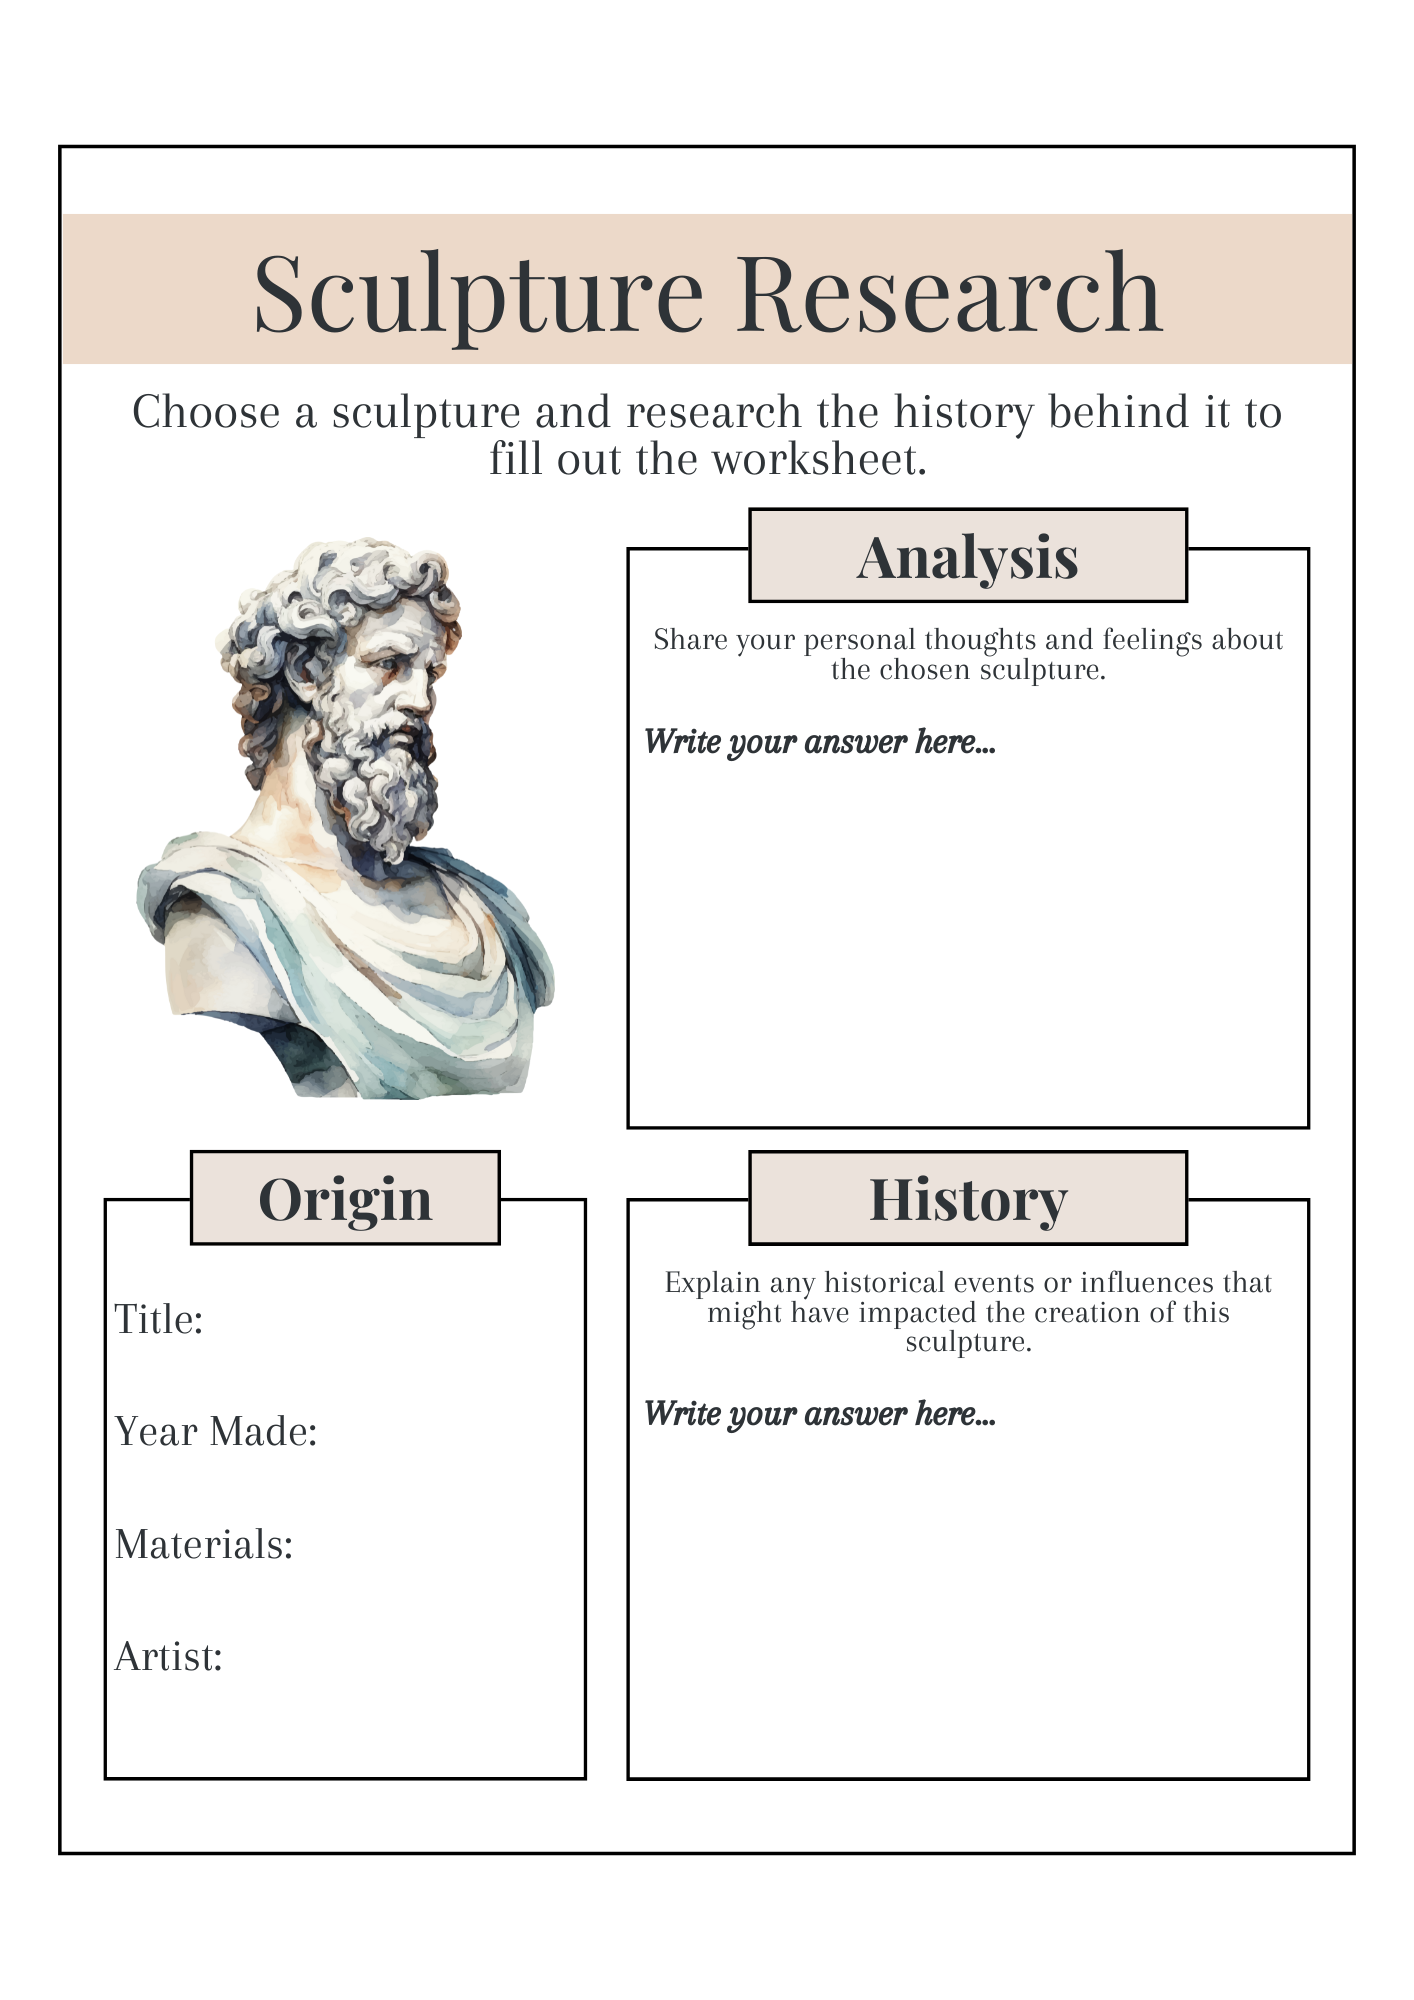 Sculpture Research
Choose a sculpture and research the history behind it to
fill out the worksheet.
Analysis
Share your personal thoughts and feelings about
the chosen sculpture.
Write your answer here...
Origin
Title:
Year Made:
Materials:
Artist:
History
Explain any historical events or influences that
might have impacted the creation of this
sculpture.
Write your answer here...